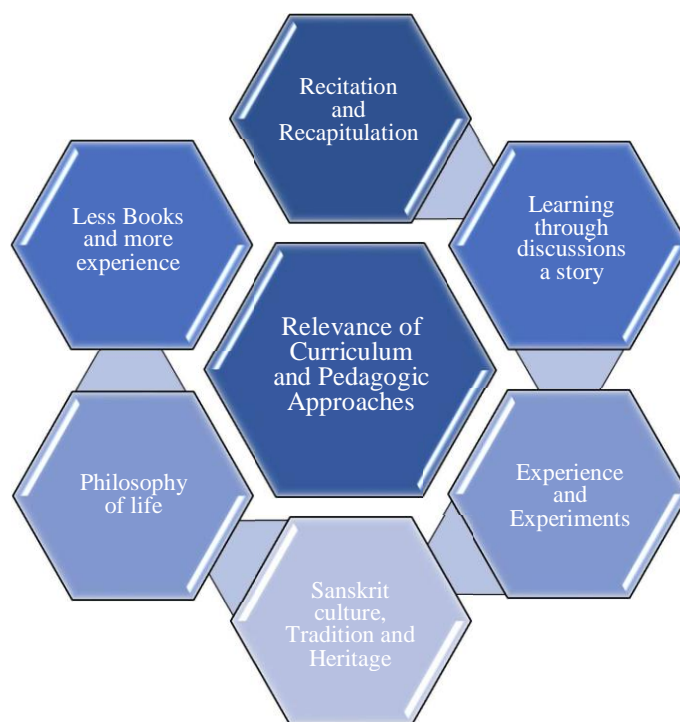 Recitation
and
Recapitulation
Learning
through
discussions
a story
Experience
and
Experiments
Sanskrit
culture,
Tradition and
Heritage
Philosophy
of life
Less Books
and more
experience
Relevance of
Curriculum
and Pedagogic
Approaches